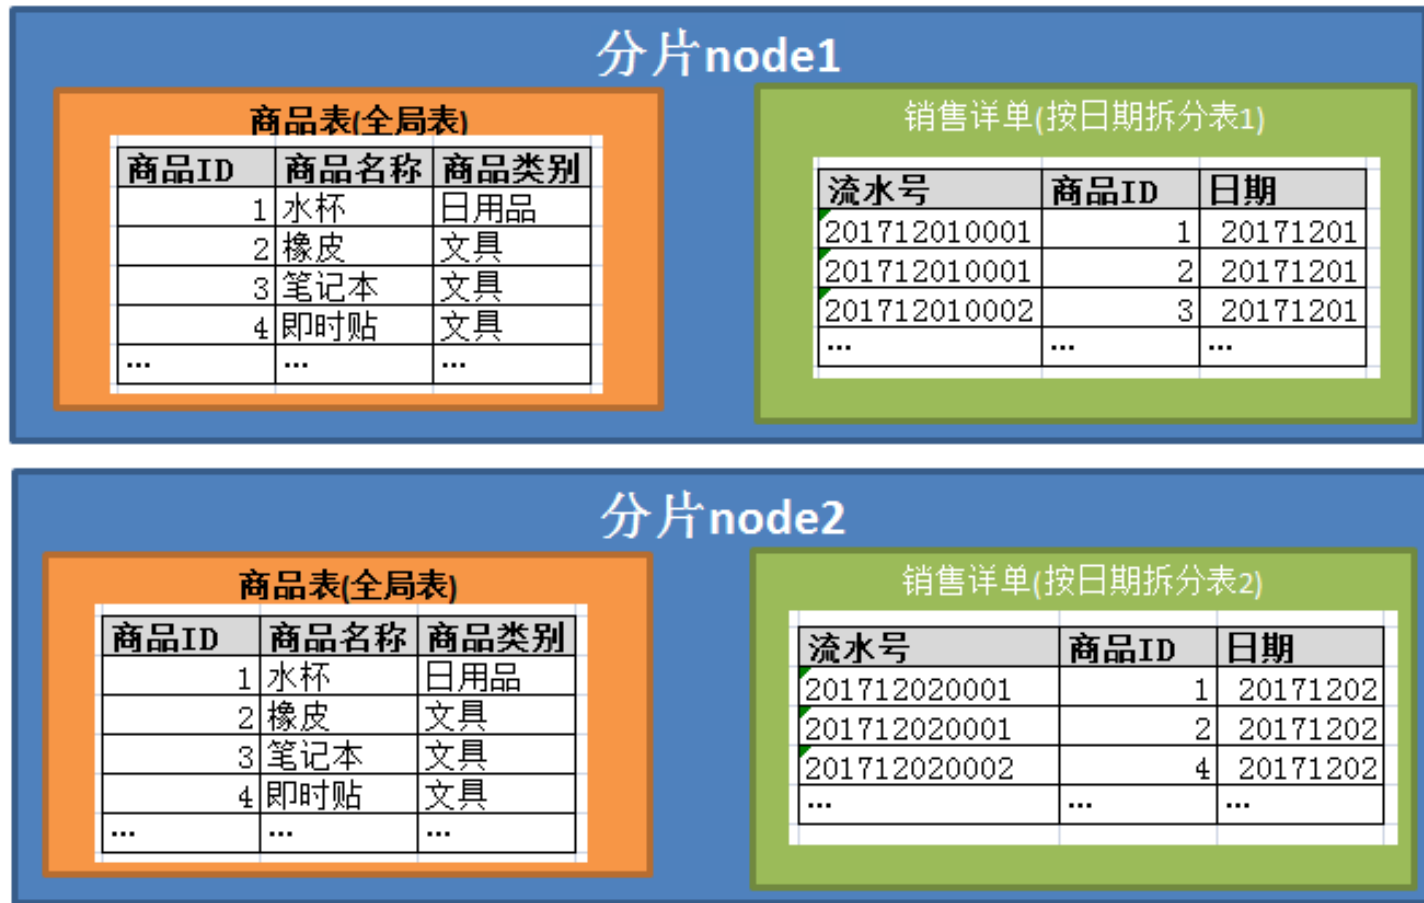 分片node1
商品表(全局表)
商品ID 商品名称 商品类别
1 水杯 日用品
2 橡皮 文具
3 笔记本 文具
4 即时贴 文具
... ... ...
销售详单(按日期拆分表1)
流水号 商品ID 日期
201712010001 1 20171201
201712010001 2 20171201
201712010002 3 20171201
... ... ...
分片node2
商品表(全局表)
商品ID 商品名称 商品类别
1 水杯 日用品
2 橡皮 文具
3 笔记本 文具
4 即时贴 文具
... ... ...
销售详单(按日期拆分表2)
流水号 商品ID 日期
201712020001 1 20171202
201712020001 2 20171202
201712020002 4 20171202
... ... ...